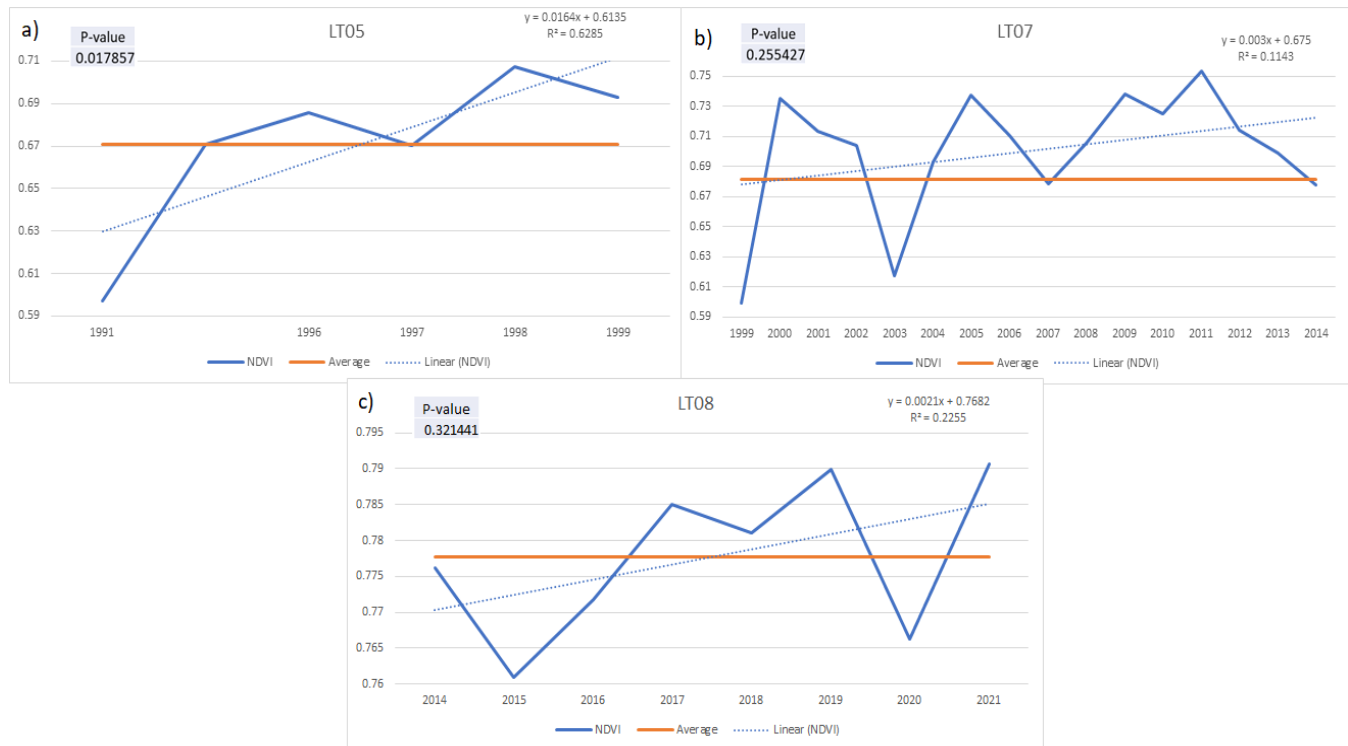 a)
P-value
0.017857
LT05
y = 0.0164x + 0.6135
R² = 0.6285
0.71
0.69
0.67
0.65
0.63
0.61
0.59
1991 1996 1997 1998 1999
NDVI Average Linear (NDVI)
b)
P-value
0.255427
LT07
y = 0.003x + 0.675
R² = 0.1143
0.75
0.73
0.71
0.69
0.67
0.65
0.63
0.61
0.59
1999 2000 2001 2002 2003 2004 2005 2006 2007 2008 2009 2010 2011 2012 2013 2014
NDVI Average Linear (NDVI)
c)
P-value
0.321441
LT08
y = 0.0021x + 0.7682
R² = 0.2255
0.795
0.79
0.785
0.78
0.775
0.77
0.765
0.76
2014 2015 2016 2017 2018 2019 2020 2021
NDVI Average Linear (NDVI)